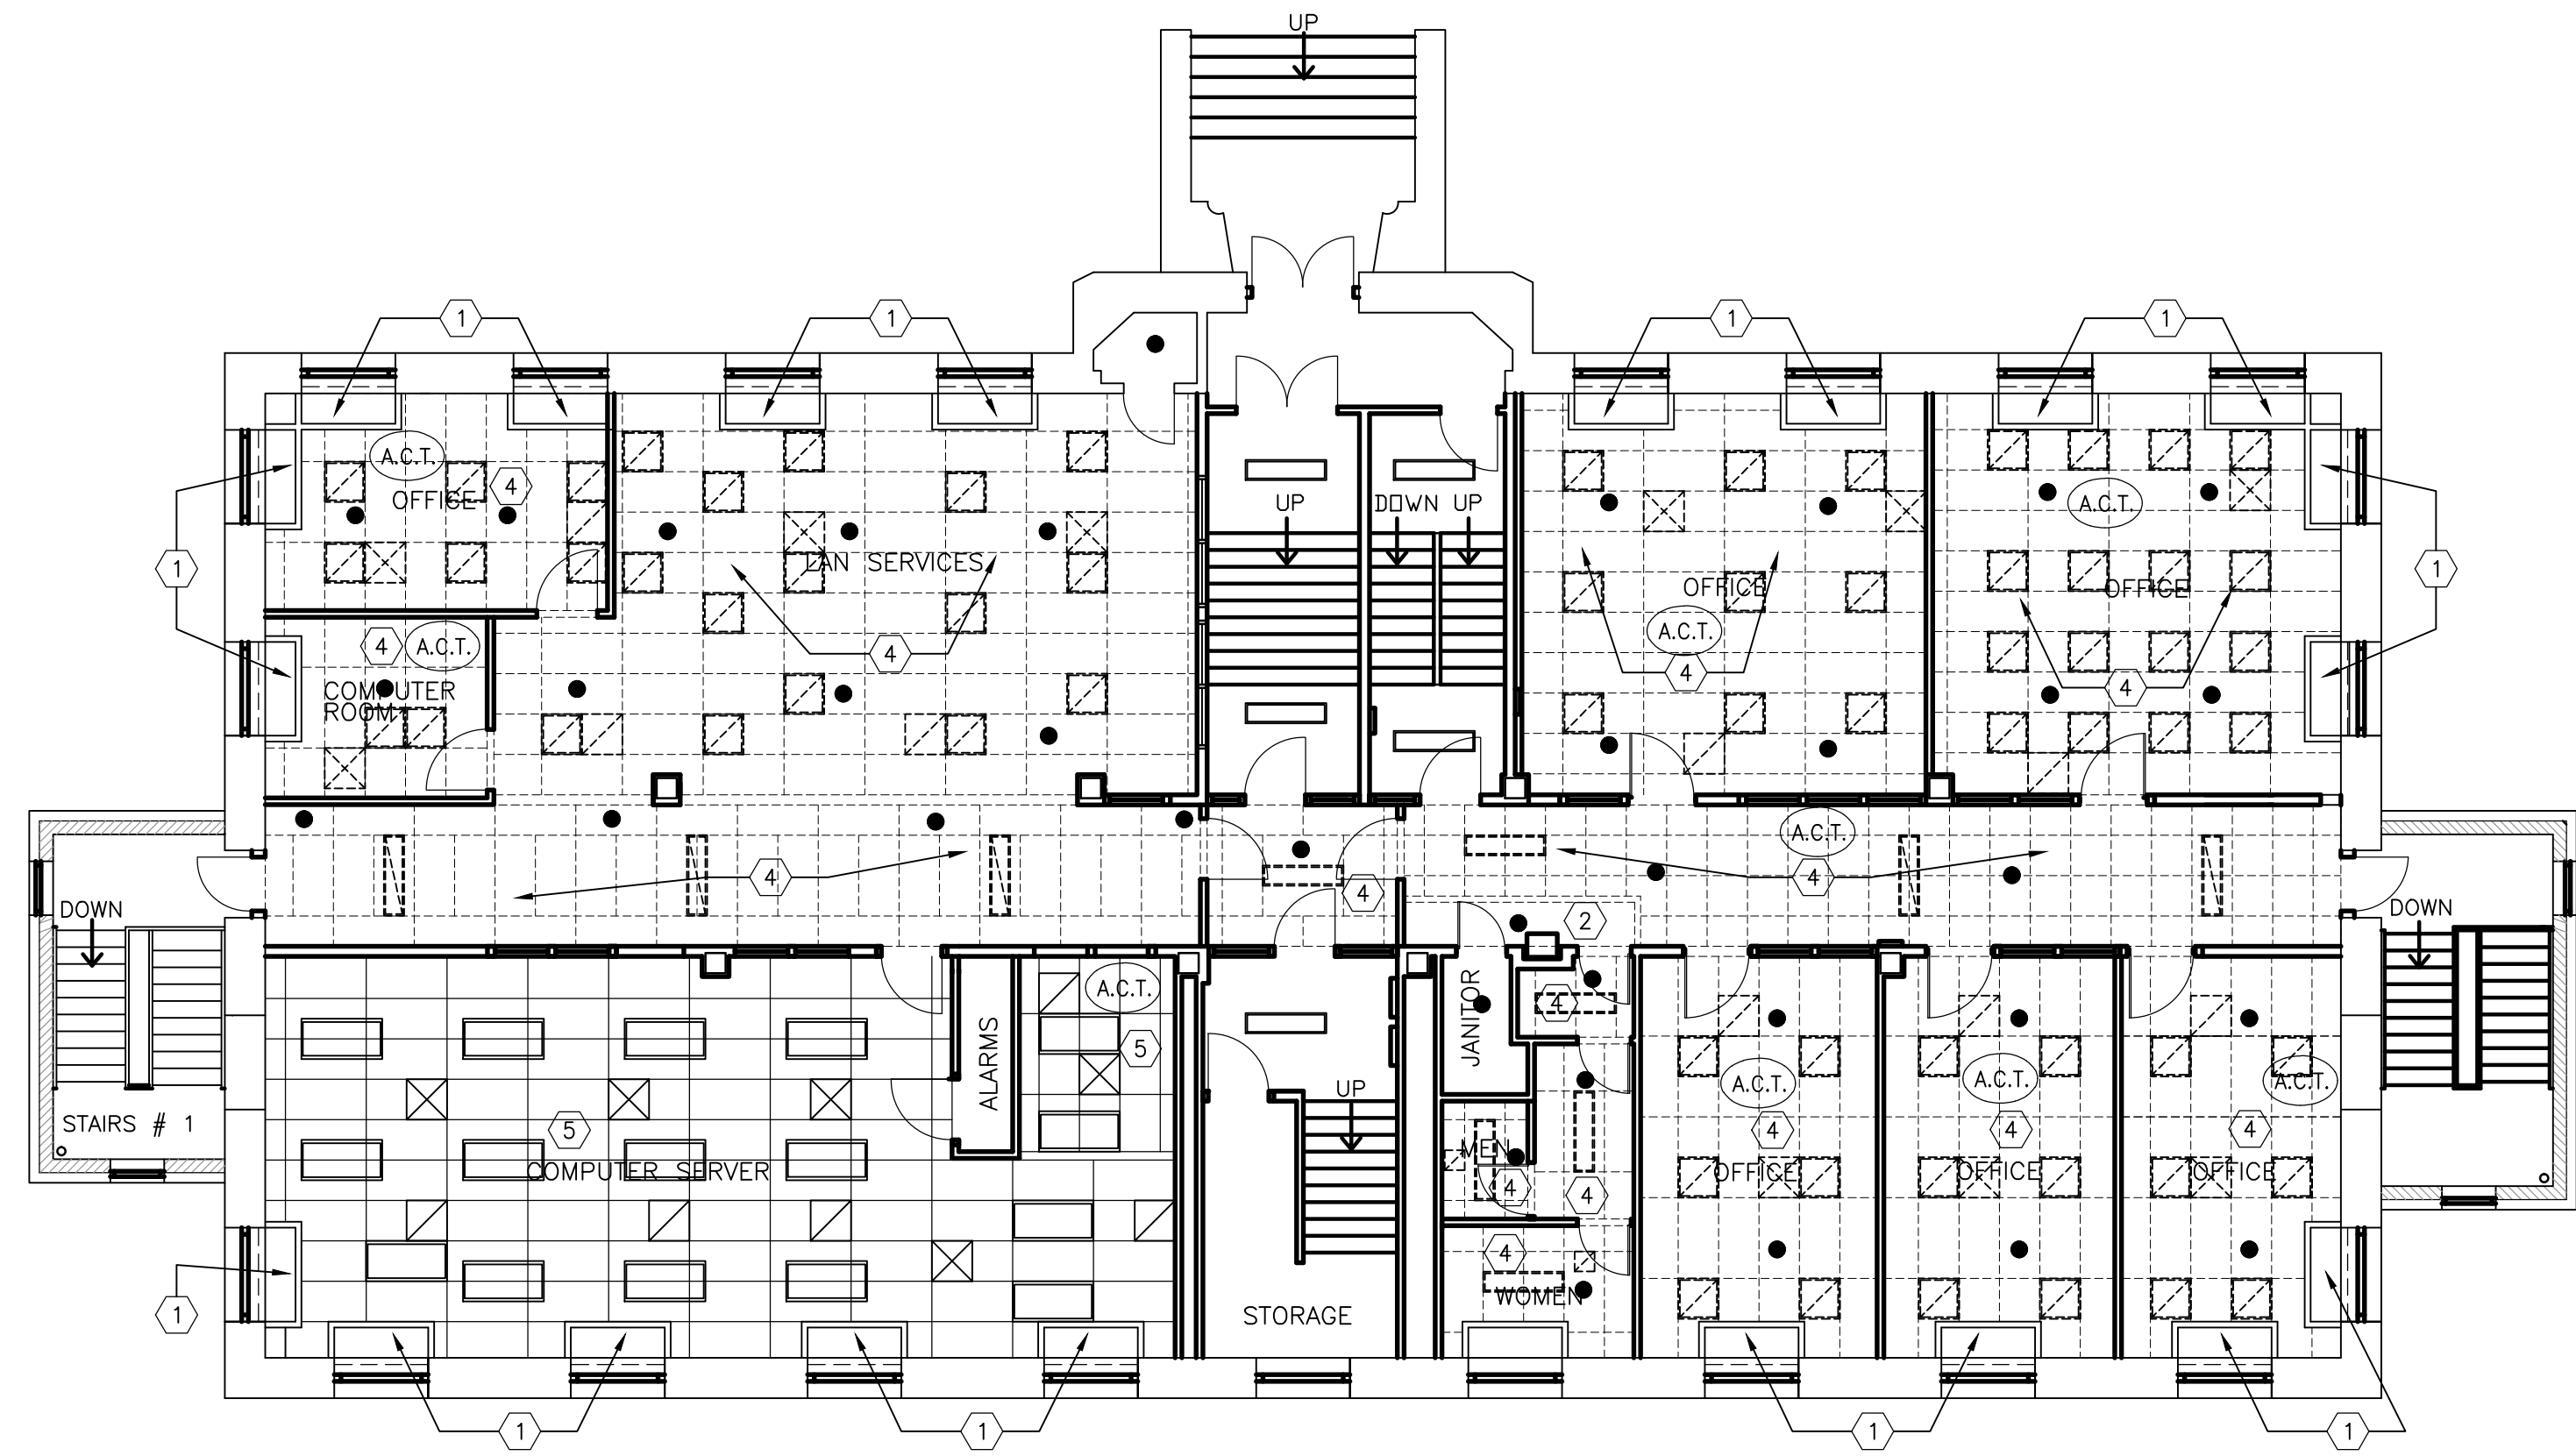 UP
1
1
1
1
A.C.T.
OFFICE
4
UP
DOWN
UP
A.C.T.
LAN SERVICES
OFFICE
OFFICE
1
1
4
A.C.T.
4
A.C.T.
4
4
COMPUTER
ROOM
A.C.T.
4
4
4
DOWN
2
DOWN
A.C.T.
4
JANITOR
ALARMS
5
A.C.T.
A.C.T.
A.C.T.
UP
STAIRS # 1
5
4
4
4
MEN
COMPUTER SERVER
OFFICE
OFFICE
OFFICE
4
4
4
WOMEN
1
STORAGE
1
1
1
1